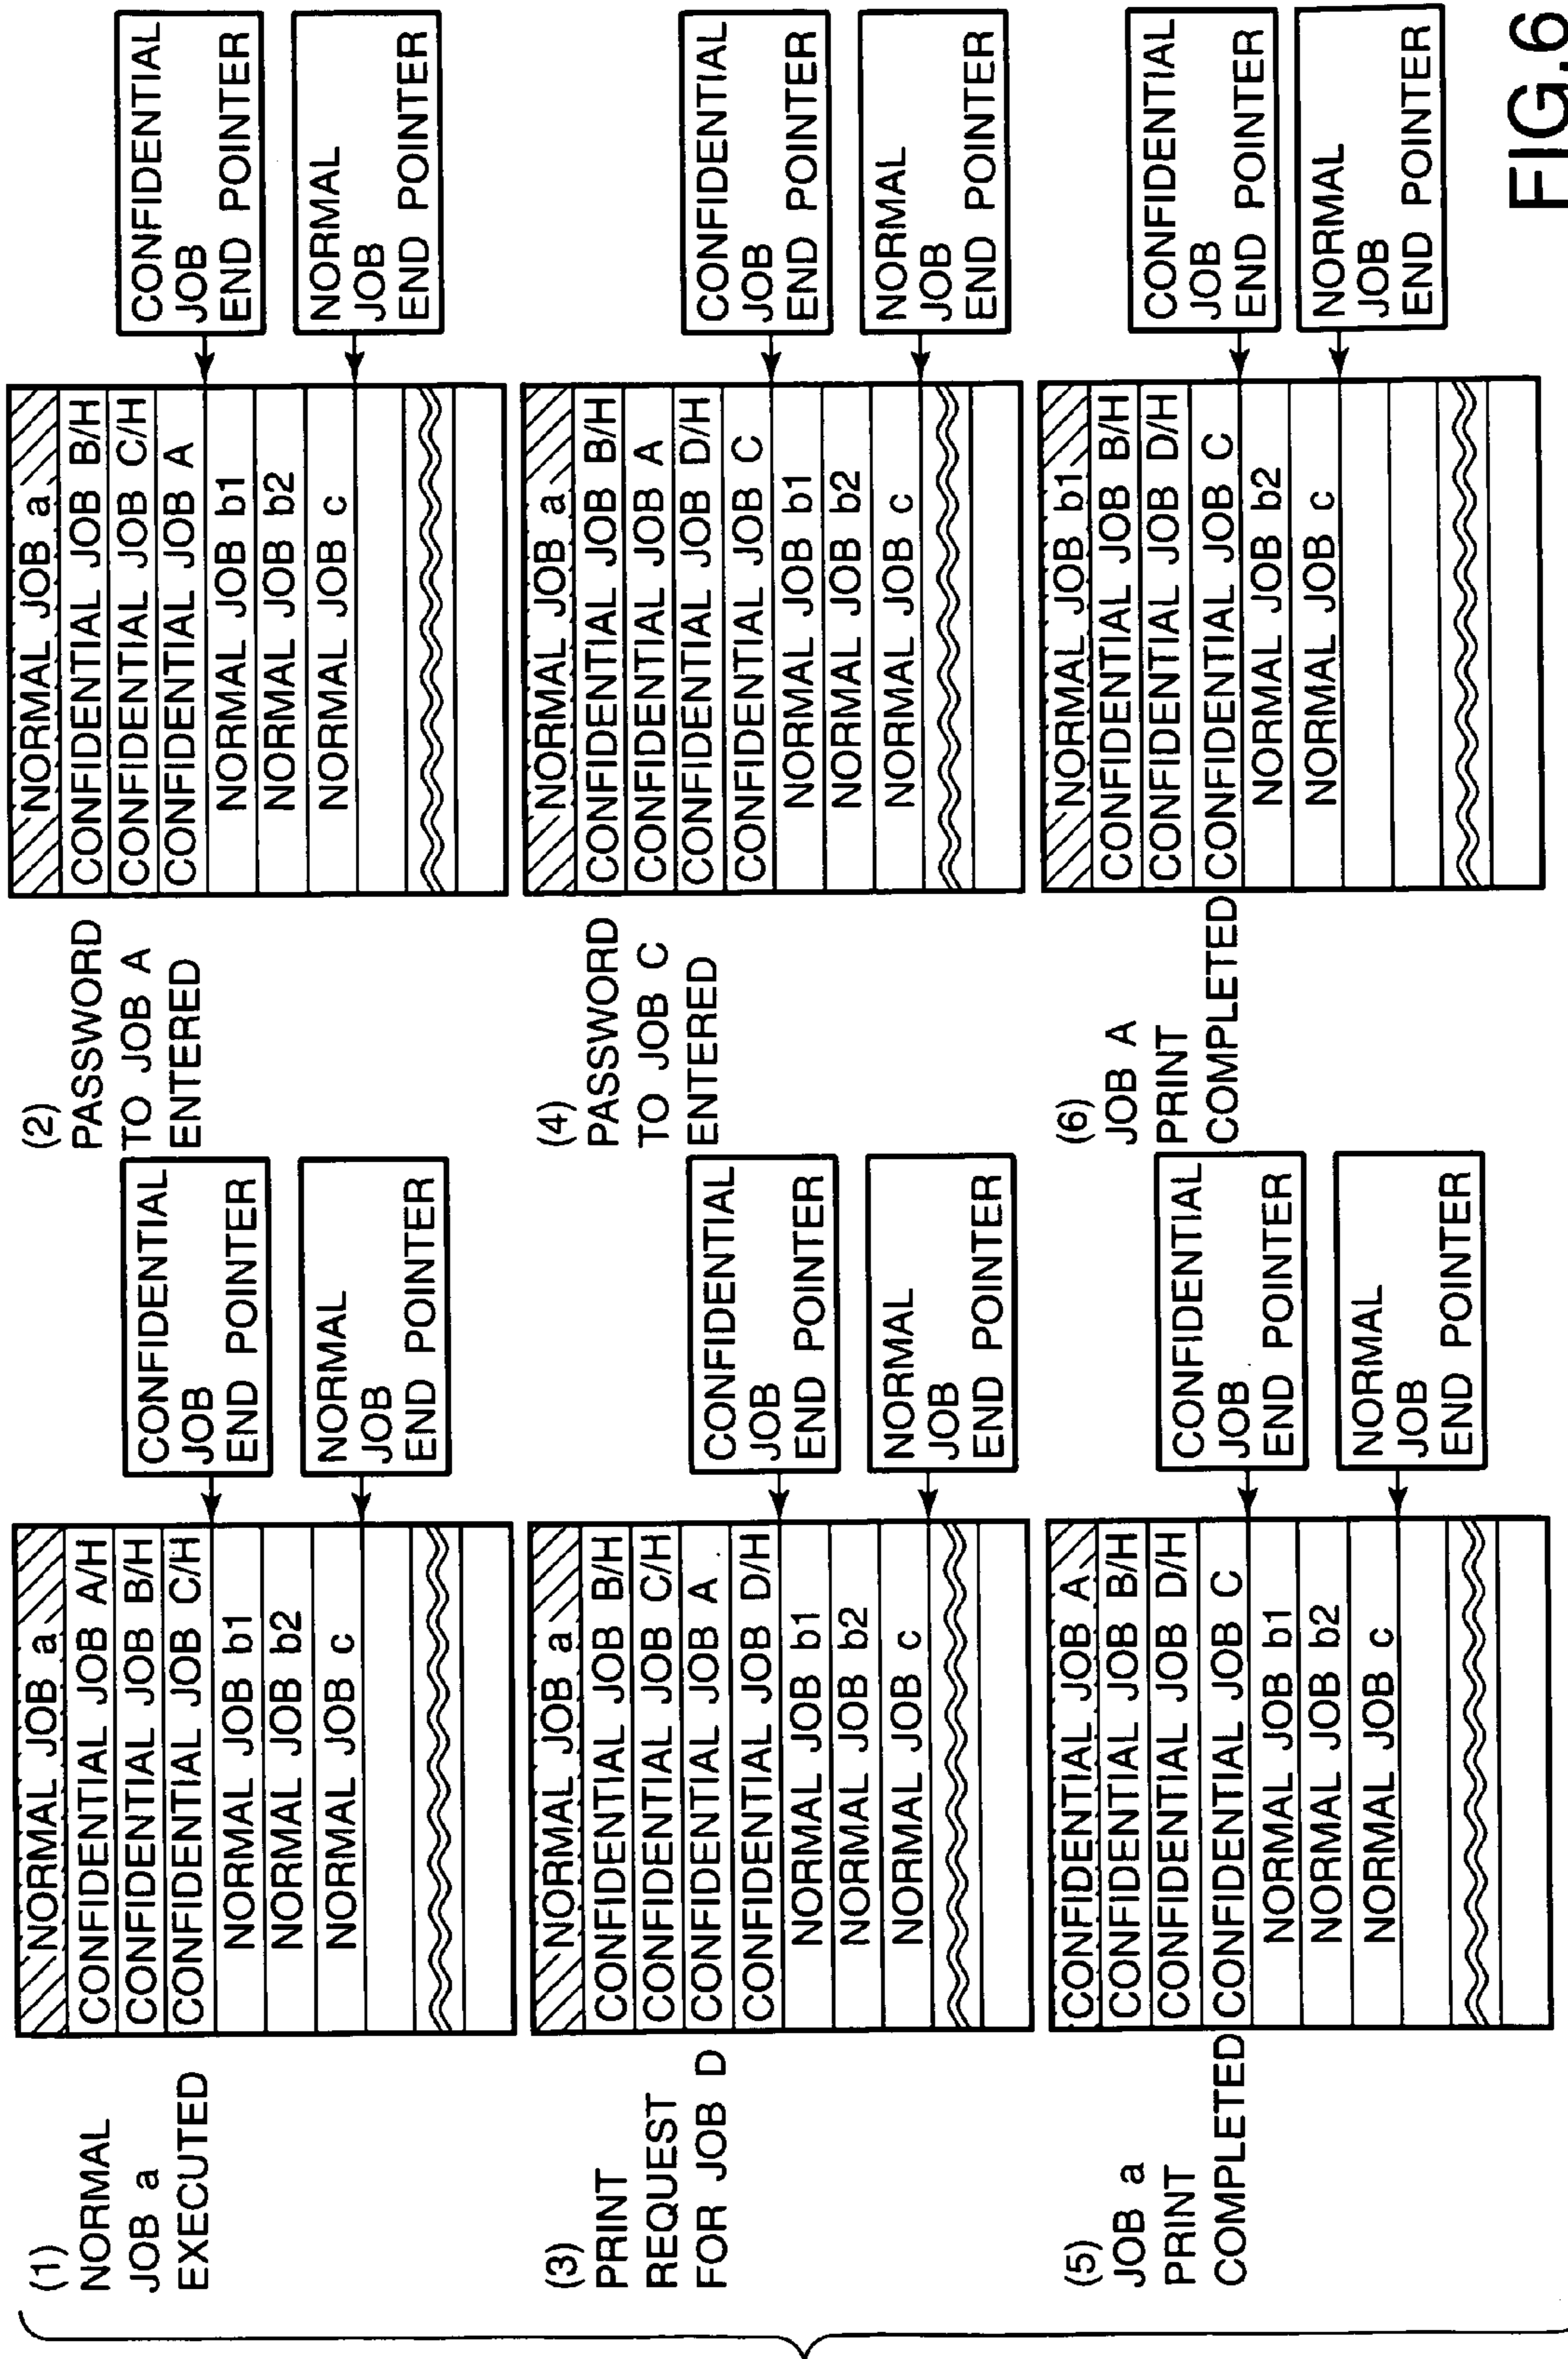 (1)
NORMAL
JOB a
EXECUTED
NORMAL JOB a
CONFIDENTIAL JOB A/H
CONFIDENTIAL JOB B/H
CONFIDENTIAL JOB C/H
NORMAL JOB b1
NORMAL JOB b2
NORMAL JOB c
CONFIDENTIAL
JOB
END POINTER
NORMAL
JOB
END POINTER
(2)
PASSWORD
TO JOB A
ENTERED
NORMAL JOB a
CONFIDENTIAL JOB B/H
CONFIDENTIAL JOB C/H
CONFIDENTIAL JOB A
NORMAL JOB b1
NORMAL JOB b2
NORMAL JOB c
CONFIDENTIAL
JOB
END POINTER
NORMAL
JOB
END POINTER
(3)
PRINT
REQUEST
FOR JOB D
NORMAL JOB a
CONFIDENTIAL JOB B/H
CONFIDENTIAL JOB C/H
CONFIDENTIAL JOB A
CONFIDENTIAL JOB D/H
NORMAL JOB b1
NORMAL JOB b2
NORMAL JOB c
CONFIDENTIAL
JOB
END POINTER
NORMAL
JOB
END POINTER
(4)
PASSWORD
TO JOB C
ENTERED
NORMAL JOB a
CONFIDENTIAL JOB B/H
CONFIDENTIAL JOB A
CONFIDENTIAL JOB D/H
CONFIDENTIAL JOB C
NORMAL JOB b1
NORMAL JOB b2
NORMAL JOB c
CONFIDENTIAL
JOB
END POINTER
NORMAL
JOB
END POINTER
(5)
JOB a
PRINT
COMPLETED
CONFIDENTIAL JOB A
CONFIDENTIAL JOB B/H
CONFIDENTIAL JOB D/H
CONFIDENTIAL JOB C
NORMAL JOB b1
NORMAL JOB b2
NORMAL JOB c
CONFIDENTIAL
JOB
END POINTER
NORMAL
JOB
END POINTER
(6)
JOB A
PRINT
COMPLETED
NORMAL JOB b1
CONFIDENTIAL JOB B/H
CONFIDENTIAL JOB D/H
CONFIDENTIAL JOB C
NORMAL JOB b2
NORMAL JOB c
CONFIDENTIAL
JOB
END POINTER
NORMAL
JOB
END POINTER
FIG.6